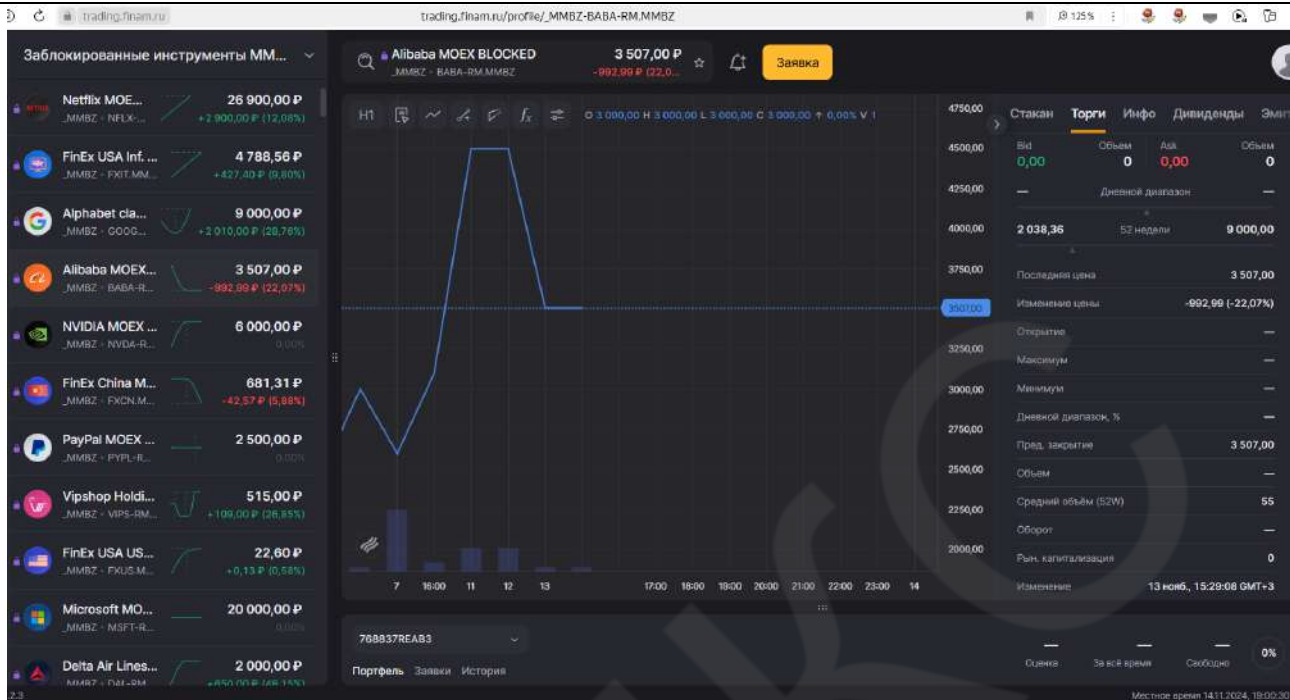 trading.finam.ru
trading.finam.ru/profile/_MMBZ-BABA-RM.MMBZ
125 %
Заблокированные инструменты ММ...
Netflix MOE...
26 900,00 ₽
_MMBZ - NFLX-...
+2 900,00 ₽ (12,08%)
FinEx USA Inf. ...
4 788,56 ₽
_MMBZ - FXIT.MM...
+427,40 ₽ (9,80%)
Alphabet cla...
9 000,00 ₽
_MMBZ - GOOG...
+2 010,00 ₽ (28,76%)
Alibaba MOEX...
3 507,00 ₽
_MMBZ - BABA-R...
-992,99 ₽ (22,07%)
NVIDIA MOEX ...
6 000,00 ₽
_MMBZ - NVDA-R...
0,00%
FinEx China M...
681,31 ₽
_MMBZ - FXCN.M...
-42,57 ₽ (5,88%)
PayPal MOEX ...
2 500,00 ₽
_MMBZ - PYPL-R...
0,00%
Vipshop Holdi...
515,00 ₽
_MMBZ - VIPS-RM...
+109,00 ₽ (26,85%)
FinEx USA US...
22,60 ₽
_MMBZ - FXUS.M...
+0,13 ₽ (0,58%)
Microsoft MO...
20 000,00 ₽
_MMBZ - MSFT-R...
0,00%
Delta Air Lines...
2 000,00 ₽
_MMBZ - DAL-RM...
+650,00 ₽ (48,15%)
Alibaba MOEX BLOCKED
3 507,00 ₽
_MMBZ - BABA-RM.MMBZ
-992,99 ₽ (22,0...
Заявка
H1
O 3 000,00 H 3 000,00 L 3 000,00 C 3 000,00 + 0,00% V 1
4750,00
4500,00
4250,00
4000,00
3750,00
3507,00
3250,00
3000,00
2750,00
2500,00
2250,00
2000,00
7 16:00 11 12 13 17:00 18:00 19:00 20:00 21:00 22:00 23:00 14
768837REAB3
Портфель Заявки История
Стакан Торги Инфо Дивиденды Эмит
Bid Объем Ask Объем
0,00 0 0,00 0
— Дневной диапазон —
2 038,36 52 недели 9 000,00
Последняя цена 3 507,00
Изменение цены -992,99 (-22,07%)
Открытие —
Максимум —
Минимум —
Дневной диапазон, % —
Пред. закрытие 3 507,00
Объем —
Средний объём (52W) 55
Оборот —
Рын. капитализация 0
Изменение 13 нояб., 15:29:08 GMT+3
— — —
Оценка За всё время Свободно 0%
Местное время 14.11.2024, 19:00:30